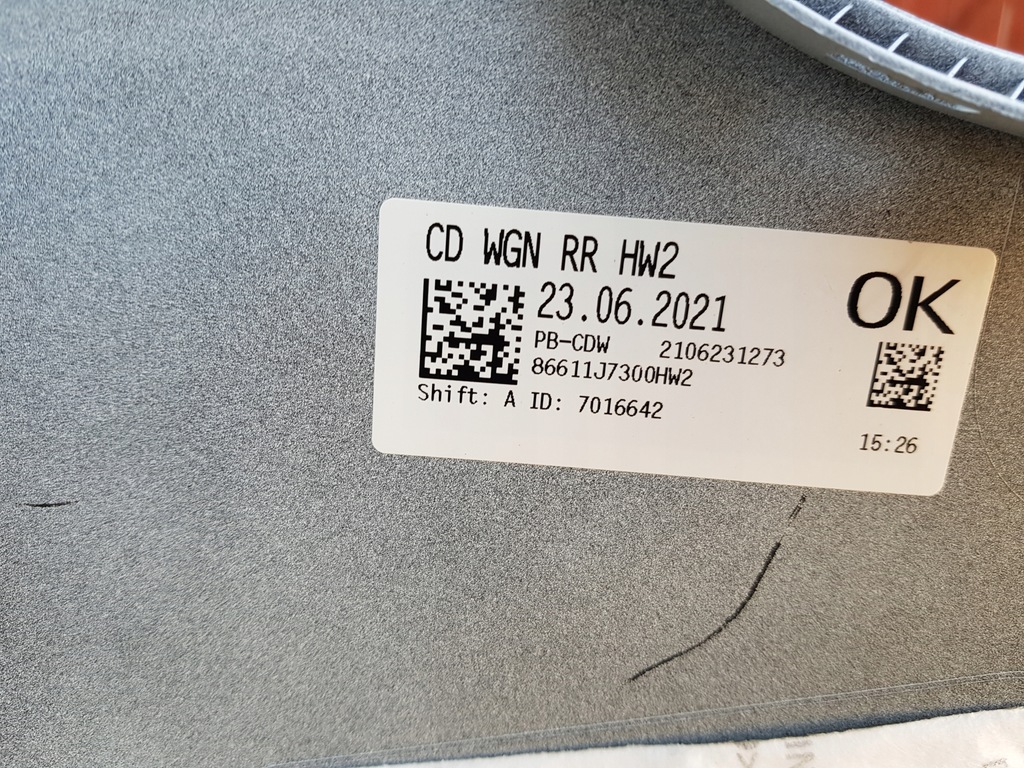 CD WGN RR HW2
OK
23.06.2021
PB-CDW 2106231273
86611J7300HW2
Shift: A ID: 7016642
15:26